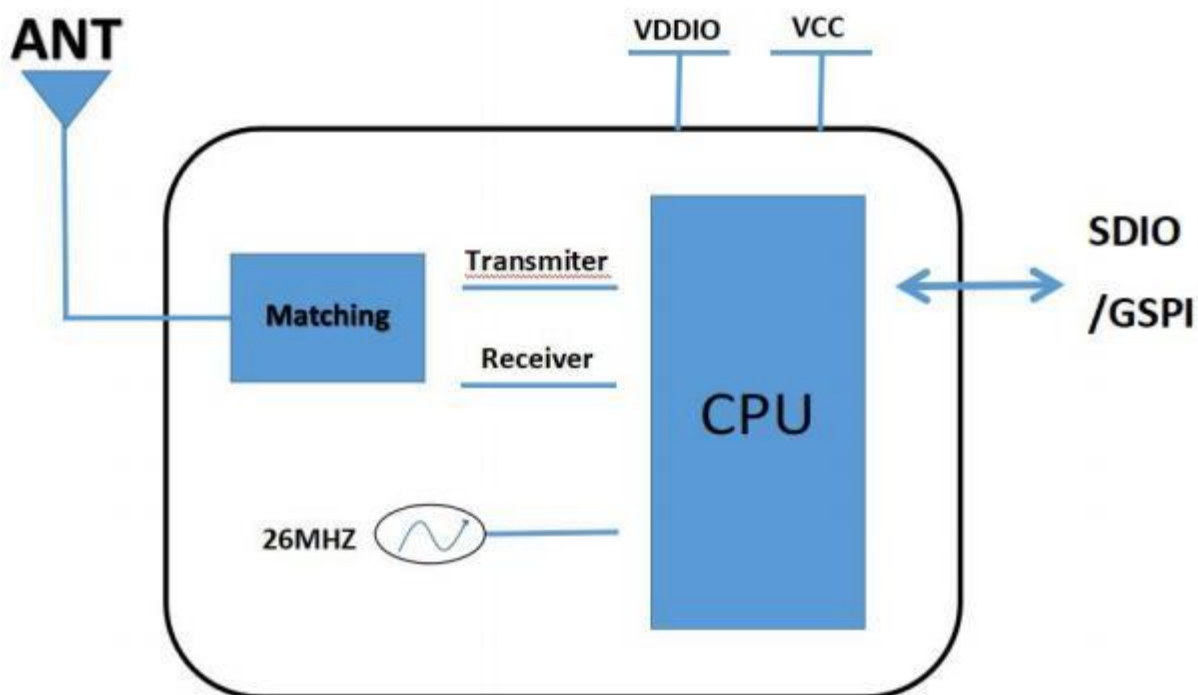 ANT
VDDIO
VCC
SDIO
/GSPI
Transmiter
Matching
Receiver
CPU
26MHZ